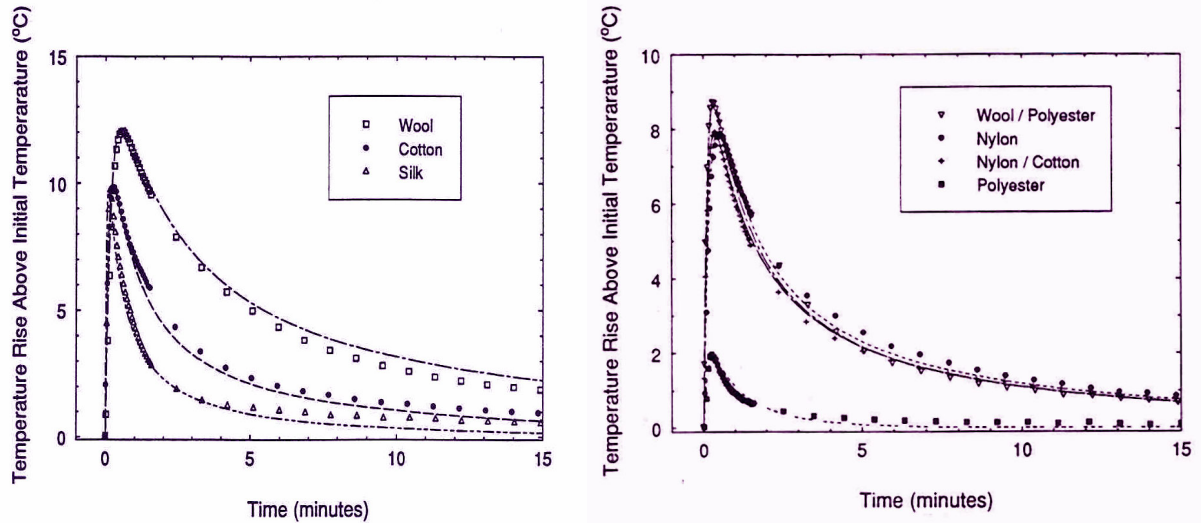 Temperature Rise Above Initial Temperarature (ºC)
15
10
5
0
Wool
Cotton
Silk
0 5 10 15
Time (minutes)
Temperature Rise Above Initial Temperarature (ºC)
10
8
6
4
2
0
Wool / Polyester
Nylon
Nylon / Cotton
Polyester
0 5 10 15
Time (minutes)